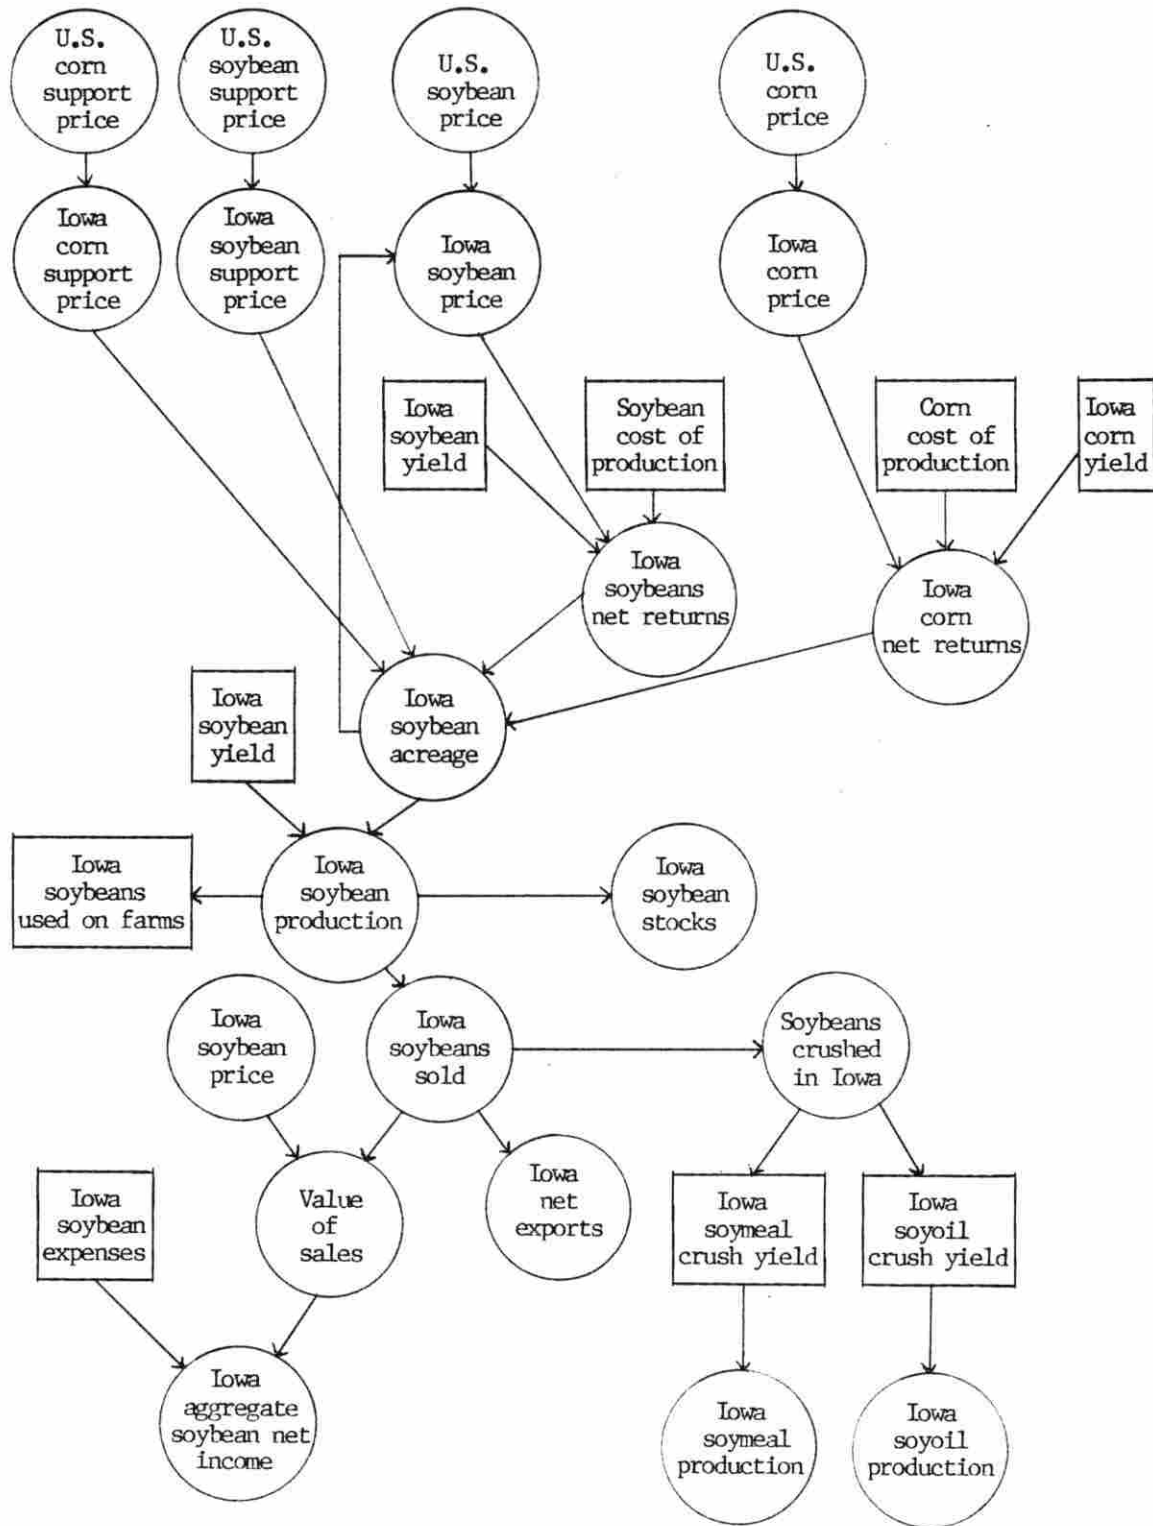 U.S.
corn
support
price
U.S.
soybean
support
price
U.S.
soybean
price
U.S.
corn
price
Iowa
corn
support
price
Iowa
soybean
support
price
Iowa
soybean
price
Iowa
corn
price
Iowa
soybean
yield
Soybean
cost of
production
Corn
cost of
production
Iowa
corn
yield
Iowa
soybeans
net returns
Iowa
corn
net returns
Iowa
soybean
yield
Iowa
soybean
acreage
Iowa
soybeans
used on farms
Iowa
soybean
production
Iowa
soybean
stocks
Iowa
soybean
price
Iowa
soybeans
sold
Soybeans
crushed
in Iowa
Iowa
soybean
expenses
Value
of
sales
Iowa
net
exports
Iowa
soymeal
crush yield
Iowa
soyoil
crush yield
Iowa
aggregate
soybean net
income
Iowa
soymeal
production
Iowa
soyoil
production